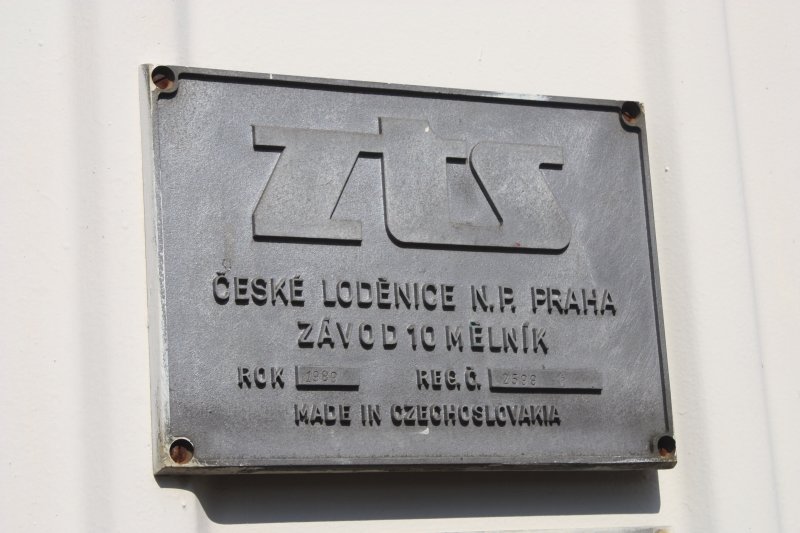 zts
ČESKÉ LODĚNICE N.P. PRAHA
ZÁVOD 10 MĚLNÍK
ROK REG.Č.
MADE IN CZECHOSLOVAKIA